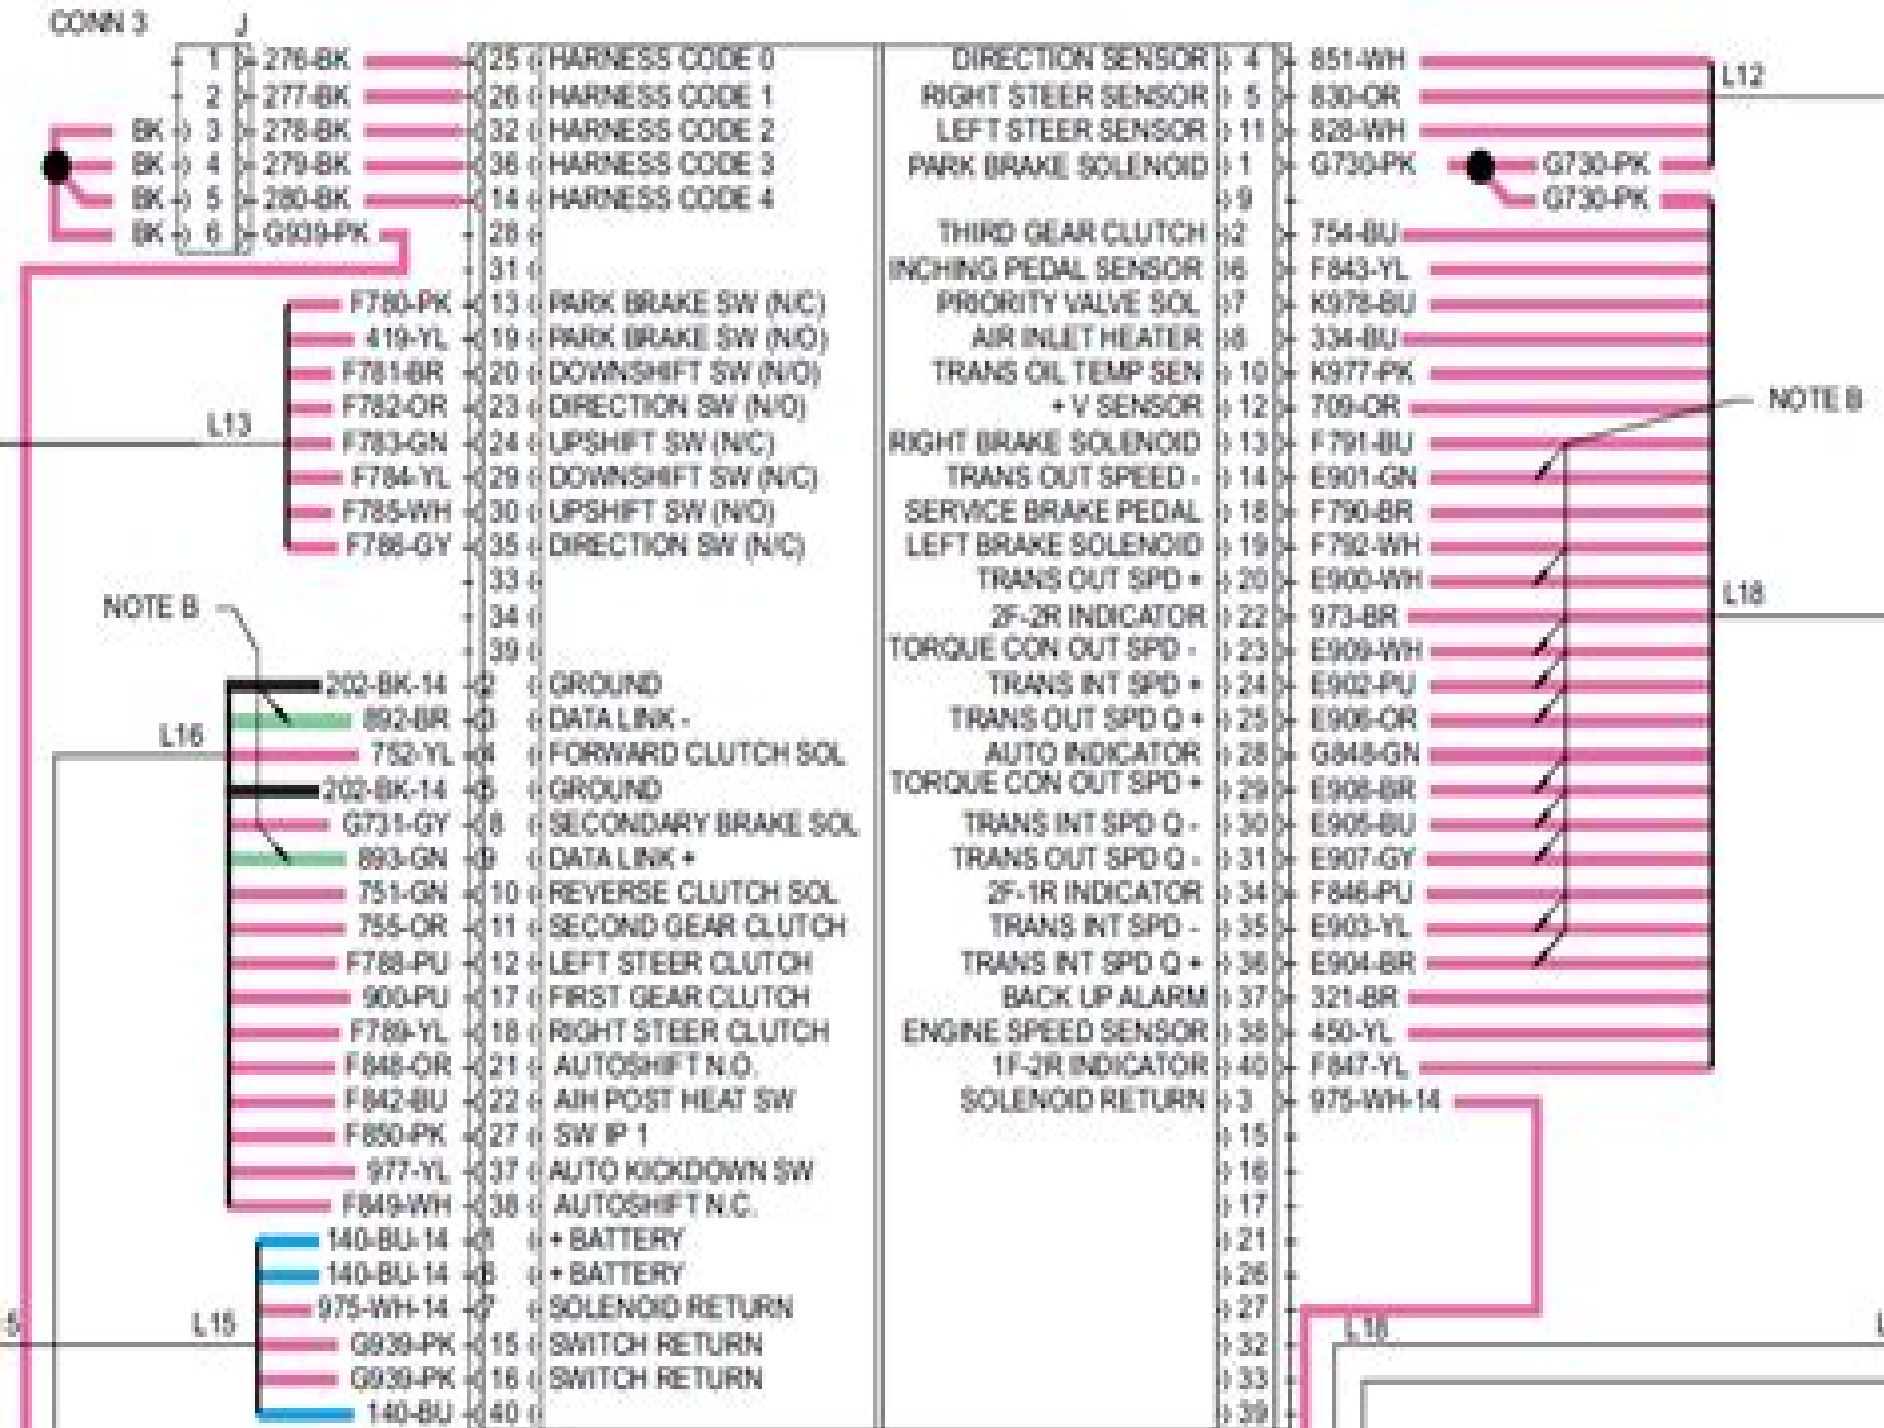 CONN 3
J
1 276-BK 25 HARNESS CODE 0
2 277-BK 26 HARNESS CODE 1
BK 3 278-BK 32 HARNESS CODE 2
BK 4 279-BK 36 HARNESS CODE 3
BK 5 280-BK 14 HARNESS CODE 4
BK 6 G939-PK 28
31
F780-PK 13 PARK BRAKE SW (N/C)
419-YL 19 PARK BRAKE SW (N/O)
F781-BR 20 DOWNSHIFT SW (N/O)
F782-OR 23 DIRECTION SW (N/O)
L13
F783-GN 24 UPSHIFT SW (N/C)
F784-YL 29 DOWNSHIFT SW (N/C)
F785-WH 30 UPSHIFT SW (N/O)
F786-GY 35 DIRECTION SW (N/C)
33
NOTE B
34
39
202-BK-14 2 GROUND
892-BR 3 DATA LINK -
L16
752-YL 4 FORWARD CLUTCH SOL
202-BK-14 5 GROUND
G731-GY 8 SECONDARY BRAKE SOL
893-GN 9 DATA LINK +
751-GN 10 REVERSE CLUTCH SOL
755-OR 11 SECOND GEAR CLUTCH
F788-PU 12 LEFT STEER CLUTCH
900-PU 17 FIRST GEAR CLUTCH
F789-YL 18 RIGHT STEER CLUTCH
F848-OR 21 AUTOSHIFT N.O.
F842-BU 22 AIH POST HEAT SW
F850-PK 27 SW IP 1
977-YL 37 AUTO KICKDOWN SW
F849-WH 38 AUTOSHIFT N.C.
140-BU-14 1 + BATTERY
140-BU-14 6 + BATTERY
975-WH-14 7 SOLENOID RETURN
5
L15
G939-PK 15 SWITCH RETURN
G939-PK 16 SWITCH RETURN
140-BU 40
DIRECTION SENSOR 4 851-WH
L12
RIGHT STEER SENSOR 5 830-OR
LEFT STEER SENSOR 11 828-WH
PARK BRAKE SOLENOID 1 G730-PK G730-PK
9 G730-PK
THIRD GEAR CLUTCH 2 754-BU
INCHING PEDAL SENSOR 6 F843-YL
PRIORITY VALVE SOL 7 K978-BU
AIR INLET HEATER 8 334-BU
TRANS OIL TEMP SEN 10 K977-PK
+ V SENSOR 12 709-OR
NOTE B
RIGHT BRAKE SOLENOID 13 F791-BU
TRANS OUT SPEED - 14 E901-GN
SERVICE BRAKE PEDAL 18 F790-BR
LEFT BRAKE SOLENOID 19 F792-WH
TRANS OUT SPD + 20 E900-WH
L18
2F-2R INDICATOR 22 973-BR
TORQUE CON OUT SPD - 23 E909-WH
TRANS INT SPD + 24 E902-PU
TRANS OUT SPD Q + 25 E906-OR
AUTO INDICATOR 28 G848-GN
TORQUE CON OUT SPD + 29 E908-BR
TRANS INT SPD Q - 30 E905-BU
TRANS OUT SPD Q - 31 E907-GY
2F-1R INDICATOR 34 F846-PU
TRANS INT SPD - 35 E903-YL
TRANS INT SPD Q + 36 E904-BR
BACK UP ALARM 37 321-BR
ENGINE SPEED SENSOR 38 450-YL
1F-2R INDICATOR 40 F847-YL
SOLENOID RETURN 3 975-WH-14
15
16
17
21
26
27
L18
32
33
39